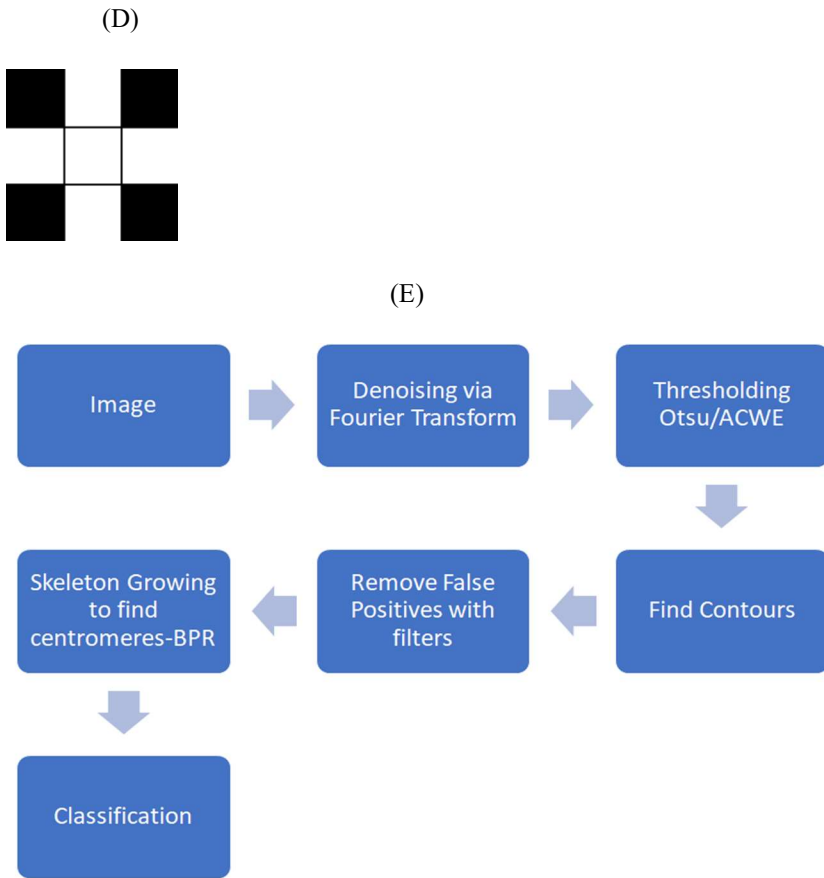 (D)
(E)
Image
Denoising via
Fourier Transform
Thresholding
Otsu/ACWE
Find Contours
Remove False
Positives with
filters
Skeleton Growing
to find
centromeres-BPR
Classification